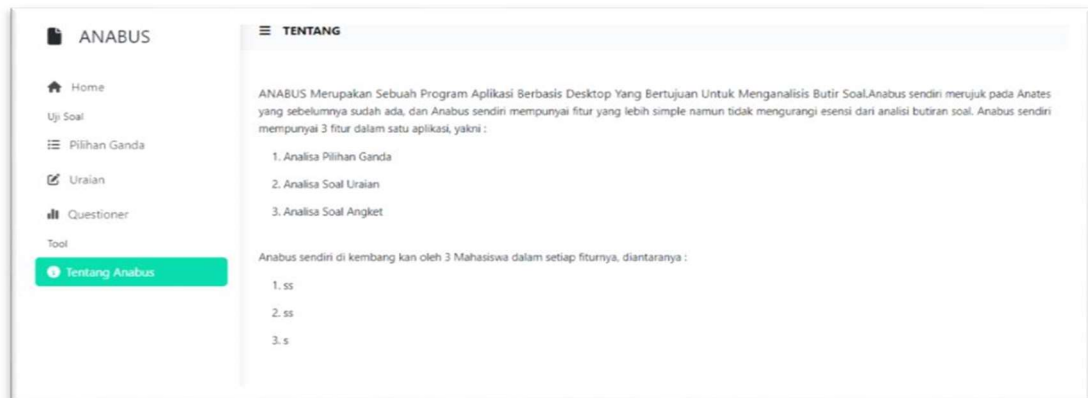 ANABUS
Home
Uji Soal
Pilihan Ganda
Uraian
Questioner
Tool
Tentang Anabus
TENTANG
ANABUS Merupakan Sebuah Program Aplikasi Berbasis Desktop Yang Bertujuan Untuk Menganalisis Butir Soal.Anabus sendiri merujuk pada Anates
yang sebelumnya sudah ada, dan Anabus sendiri mempunyai fitur yang lebih simple namun tidak mengurangi esensi dari analisi butiran soal. Anabus sendiri
mempunyai 3 fitur dalam satu aplikasi, yakni :
1. Analisa Pilihan Ganda
2. Analisa Soal Uraian
3. Analisa Soal Angket
Anabus sendiri di kembang kan oleh 3 Mahasiswa dalam setiap fiturnya, diantaranya :
1. ss
2. ss
3. s